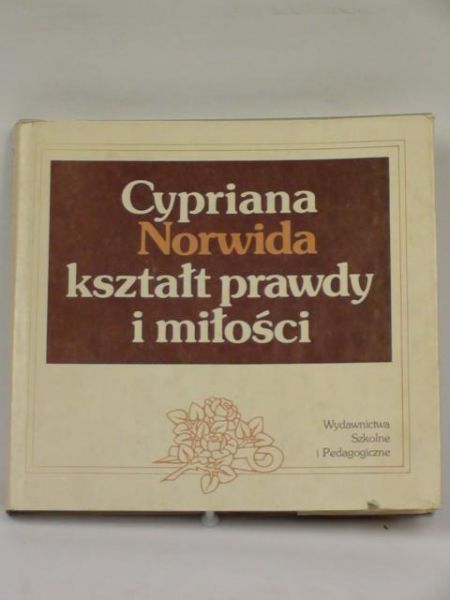 Cypriana
Norwida
kształt prawdy
i miłości
Wydawnictwa
Szkolne
i Pedagogiczne